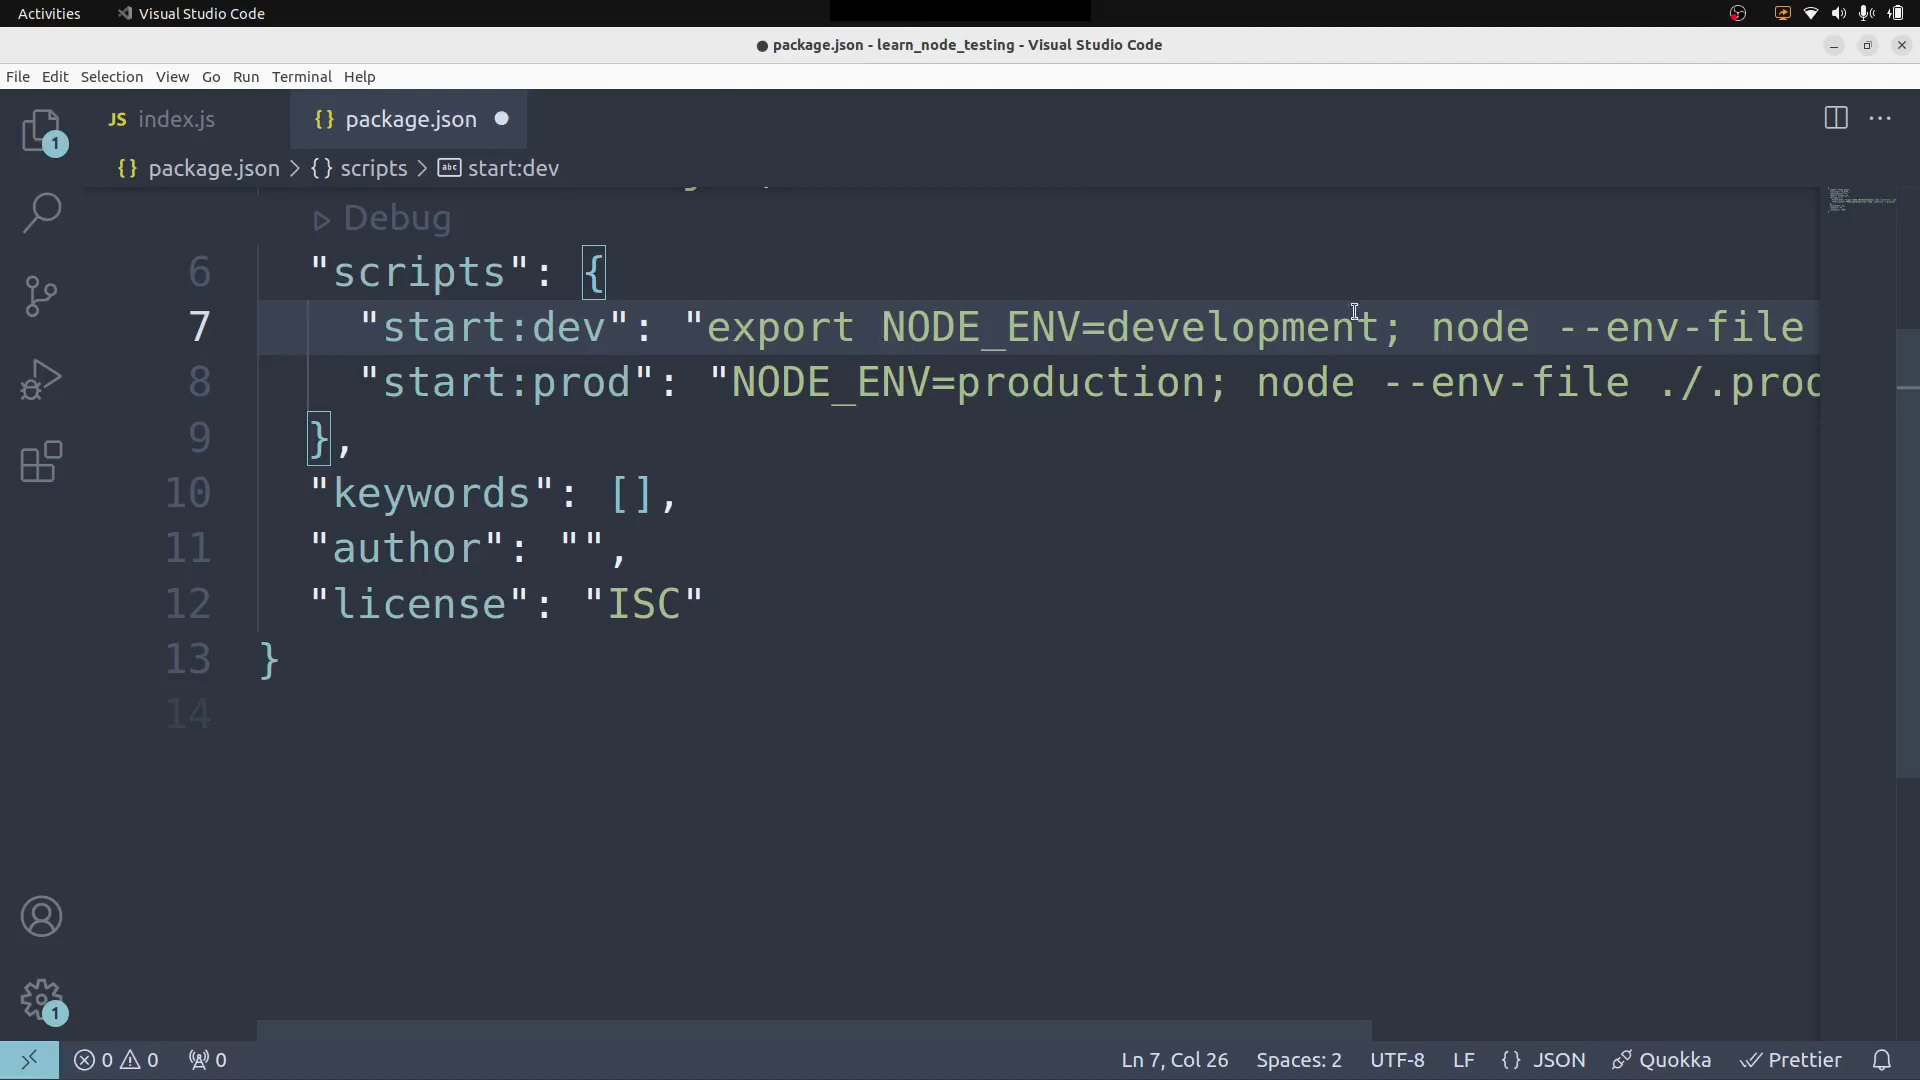 Activities Visual Studio Code
package.json - learn_node_testing - Visual Studio Code
File Edit Selection View Go Run Terminal Help
JS index.js {} package.json
{} package.json > {} scripts > abc start:dev
Debug
6 "scripts": {
7 "start:dev": "export NODE_ENV=development; node --env-file
8 "start:prod": "NODE_ENV=production; node --env-file ./.prod
9 },
10 "keywords": [],
11 "author": "",
12 "license": "ISC"
13 }
14
1
1
0 0 0 Ln 7, Col 26 Spaces: 2 UTF-8 LF {} JSON Quokka Prettier